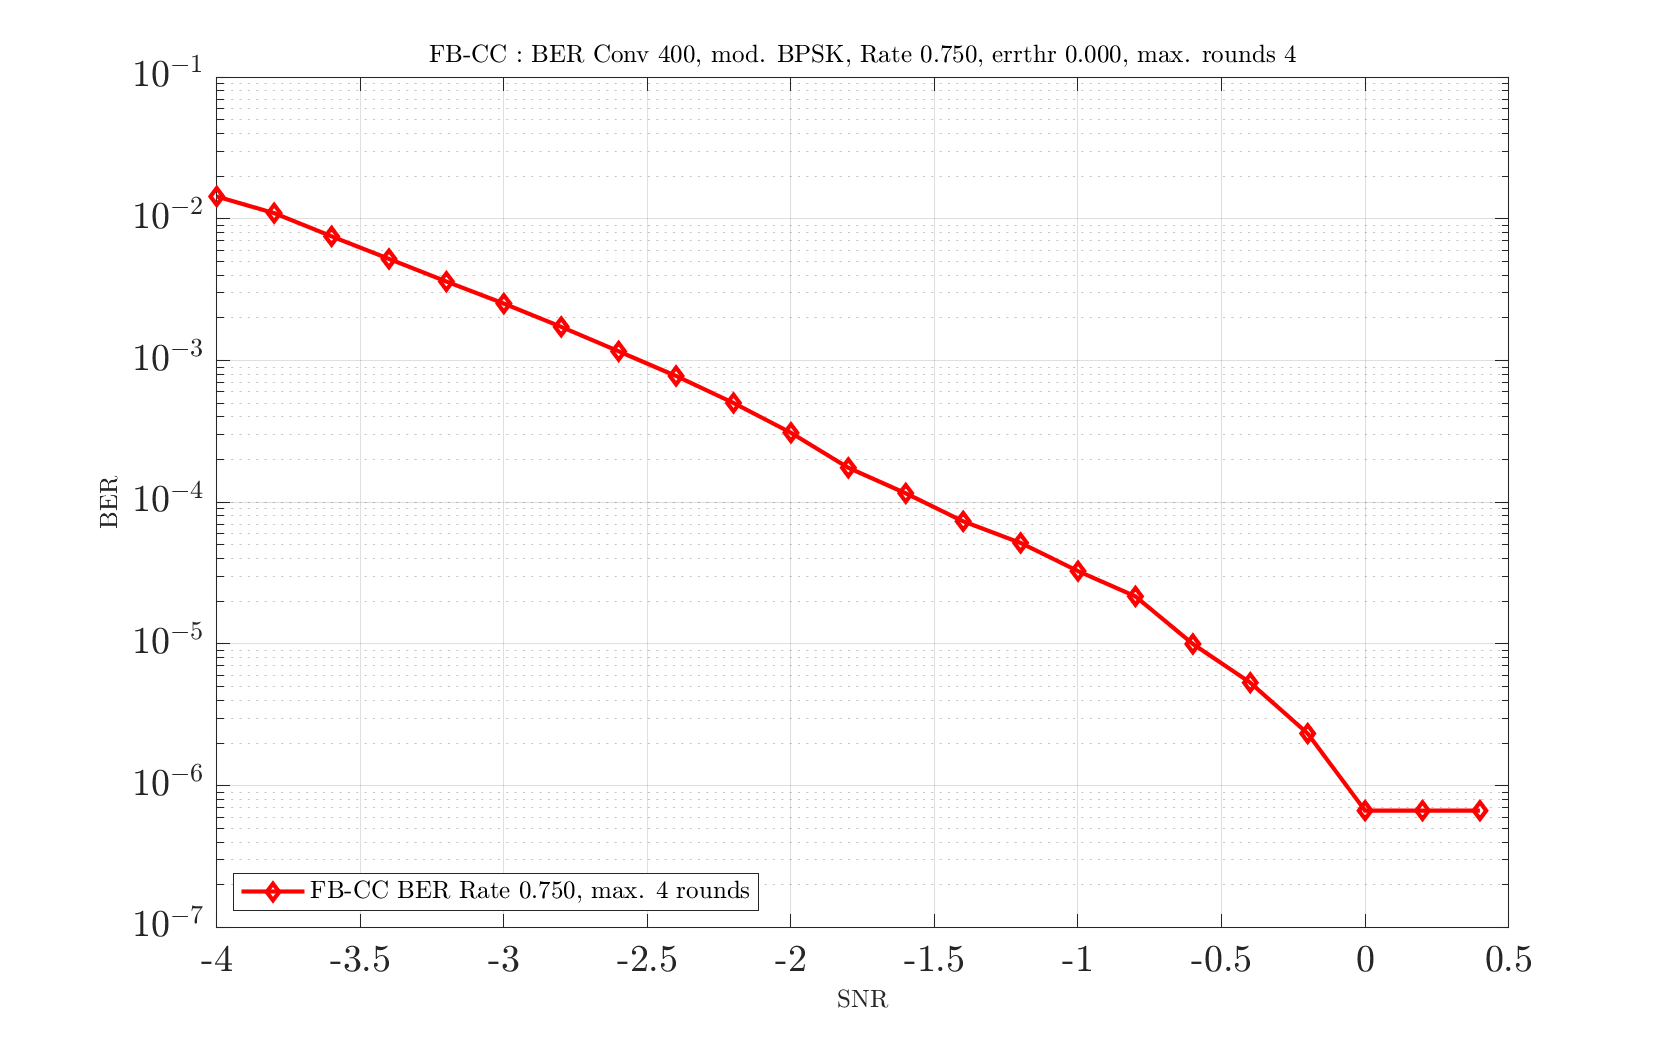 FB-CC : BER Conv 400, mod. BPSK, Rate 0.750, errthr 0.000, max. rounds 4
10⁻¹
10⁻²
10⁻³
10⁻⁴
10⁻⁵
10⁻⁶
10⁻⁷
BER
FB-CC BER Rate 0.750, max. 4 rounds
-4 -3.5 -3 -2.5 -2 -1.5 -1 -0.5 0 0.5
SNR